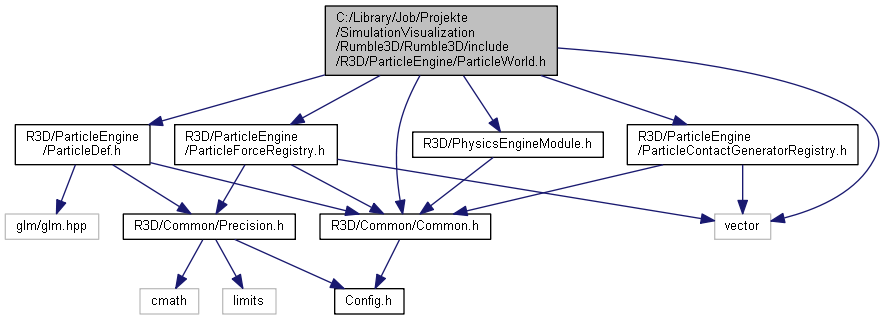 C:/Library/Job/Projekte
/SimulationVisualization
/Rumble3D/Rumble3D/include
/R3D/ParticleEngine/ParticleWorld.h
R3D/ParticleEngine
/ParticleDef.h
R3D/ParticleEngine
/ParticleForceRegistry.h
R3D/PhysicsEngineModule.h
R3D/ParticleEngine
/ParticleContactGeneratorRegistry.h
glm/glm.hpp
R3D/Common/Precision.h
R3D/Common/Common.h
vector
cmath
limits
Config.h